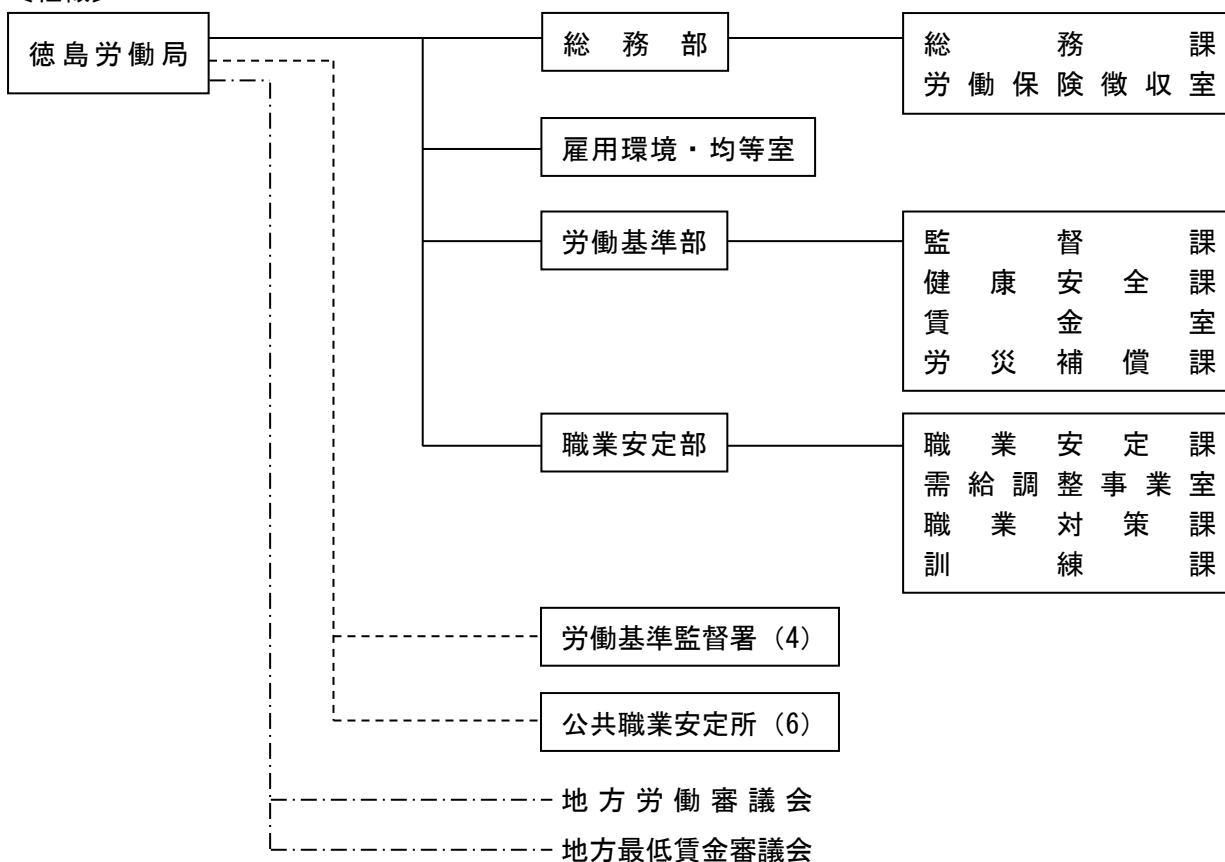 徳島労働局
総務部
総務課
労働保険徴収室
雇用環境・均等室
労働基準部
監督課
健康安全課
賃金室
労災補償課
職業安定部
職業安定課
需給調整事業室
職業対策課
訓練課
労働基準監督署（4）
公共職業安定所（6）
地方労働審議会
地方最低賃金審議会